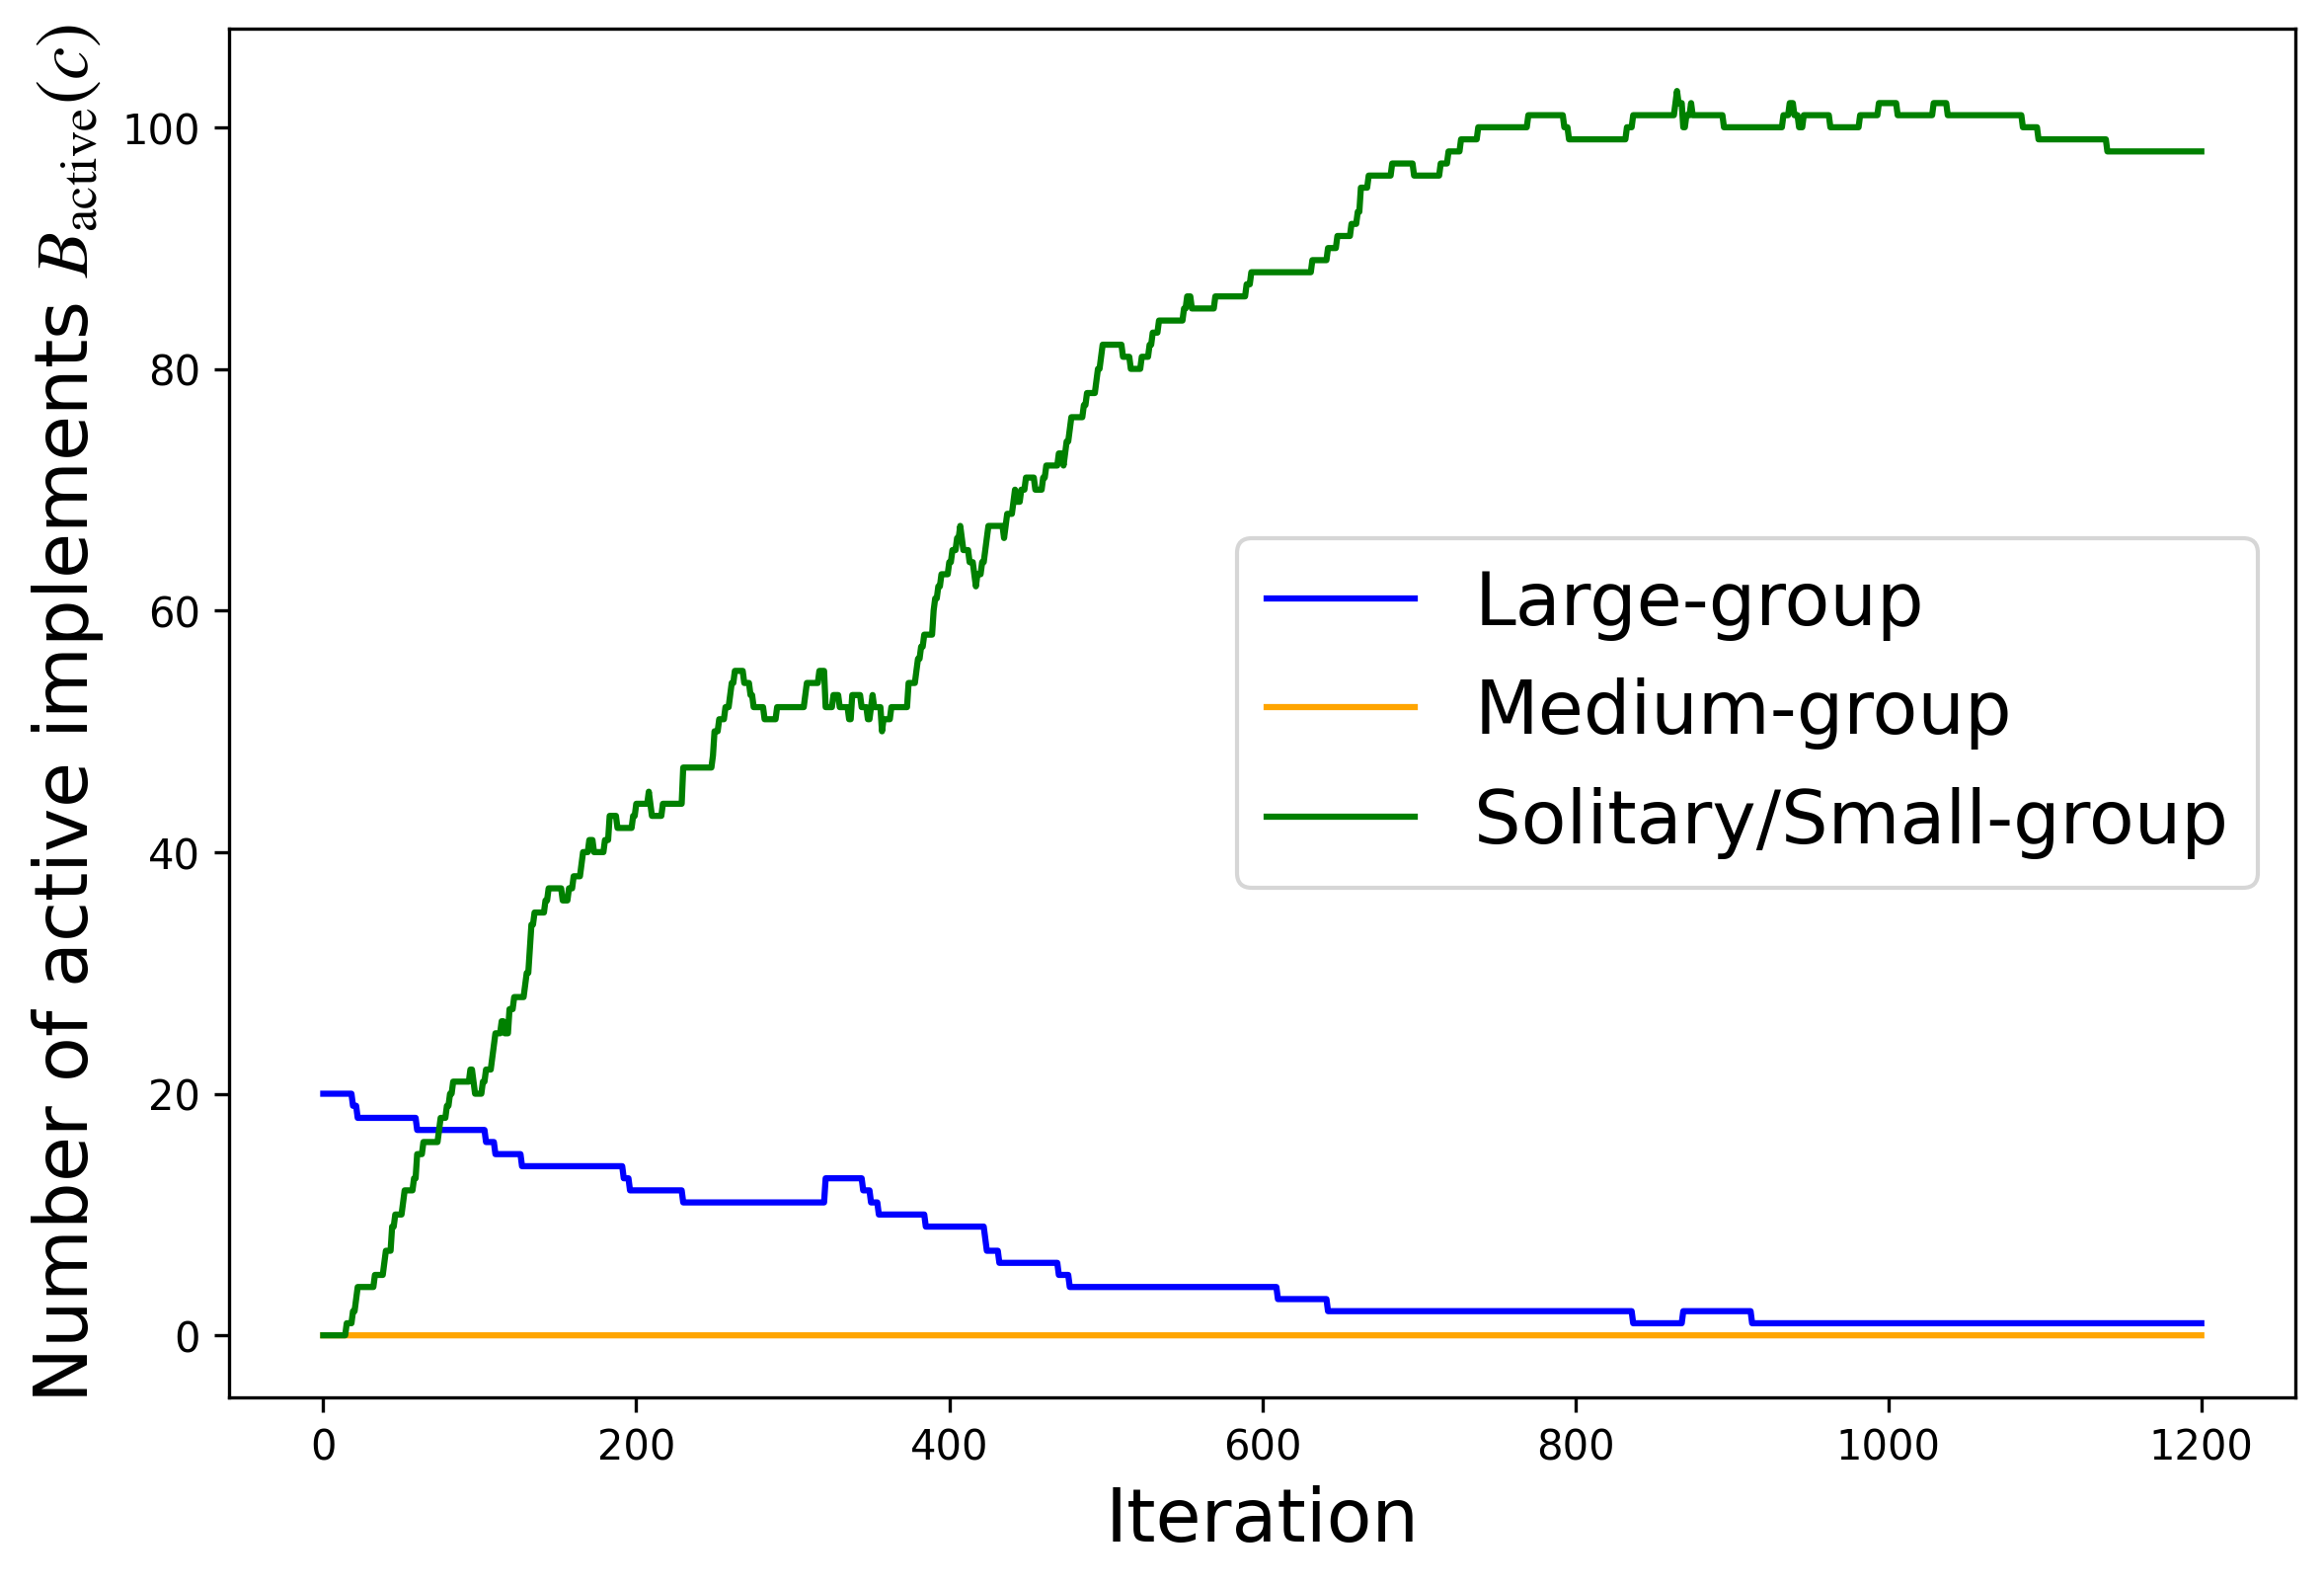 Number of active implements B_active(c)
100
80
60
40
20
0
0 200 400 600 800 1000 1200
Iteration
Large-group
Medium-group
Solitary/Small-group